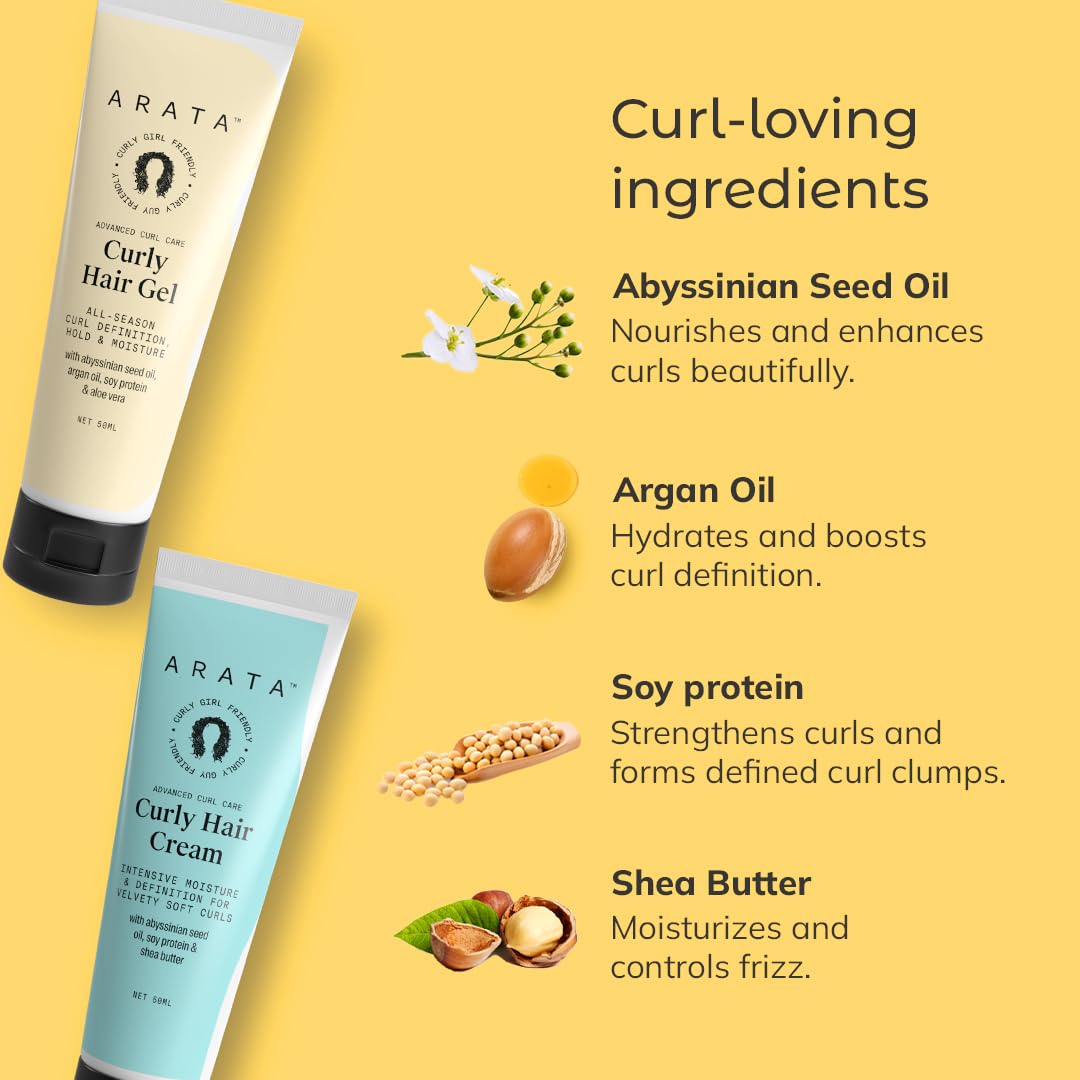 ARATA™
CURLY GIRL FRIENDLY • CURLY GUY FRIENDLY •
ADVANCED CURL CARE
Curly
Hair Gel
ALL-SEASON
CURL DEFINITION,
HOLD & MOISTURE
with abyssinian seed oil,
argan oil, soy protein
& aloe vera
NET 50ML
ARATA™
CURLY GIRL FRIENDLY • CURLY GUY FRIENDLY •
ADVANCED CURL CARE
Curly Hair
Cream
INTENSIVE MOISTURE
& DEFINITION FOR
VELVETY SOFT CURLS
with abyssinian seed
oil, soy protein &
shea butter
NET 50ML
Curl-loving
ingredients
Abyssinian Seed Oil
Nourishes and enhances
curls beautifully.
Argan Oil
Hydrates and boosts
curl definition.
Soy protein
Strengthens curls and
forms defined curl clumps.
Shea Butter
Moisturizes and
controls frizz.